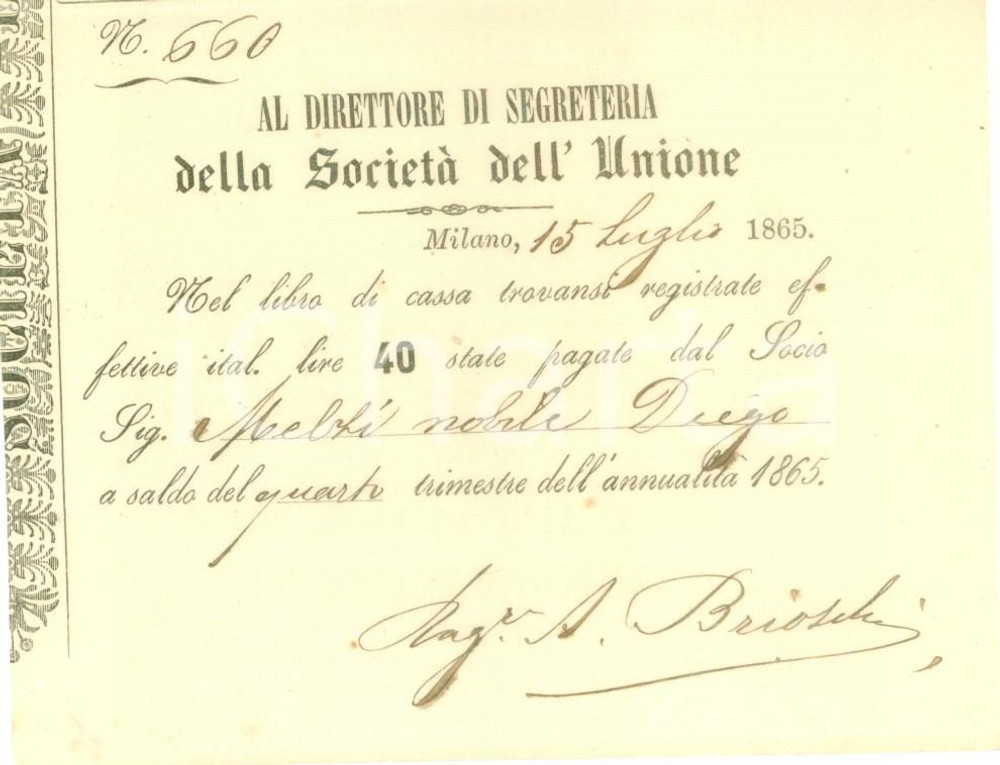 N. 660
AL DIRETTORE DI SEGRETERIA
della Società dell' Unione
Milano, 15 Luglio 1865.
Nel libro di cassa trovansi registrate ef-
fettive ital. lire 40 state pagate dal Socio
Sig. Melzi nobile Diego
a saldo del quarto trimestre dell'annualità 1865.
Ragr. A. Brioschi
SOCIETÀ